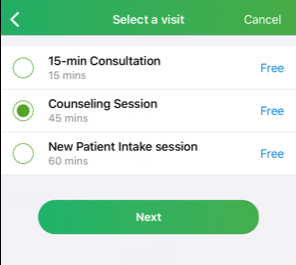 Select a visit Cancel
15-min Consultation Free
15 mins
Counseling Session Free
45 mins
New Patient Intake session Free
60 mins
Next